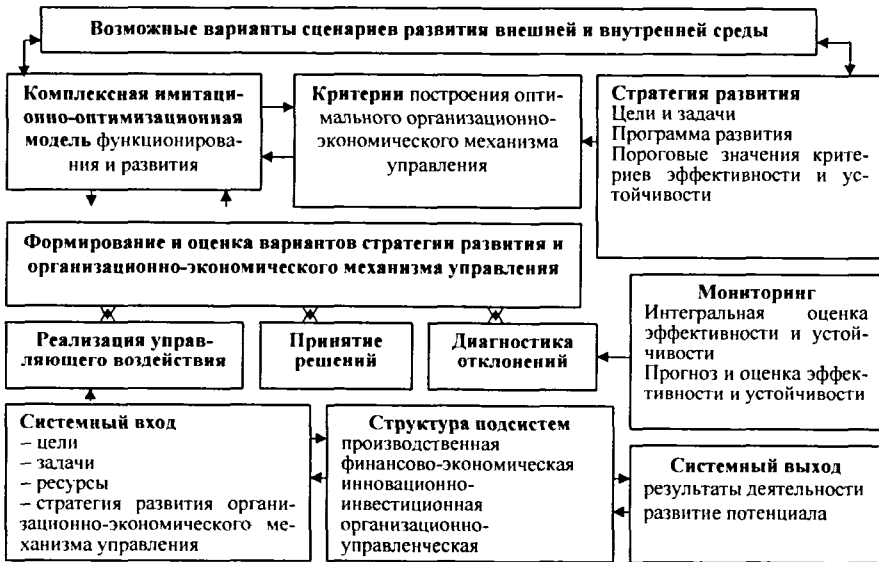 Возможные варианты сценариев развития внешней и внутренней среды
Комплексная имитаци-
онно-оптимизационная
модель функционирова-
ния и развития
Критерии построения опти-
мального организационно-
экономического механизма
управления
Стратегия развития
Цели и задачи
Программа развития
Пороговые значения крите-
риев эффективности и ус-
тойчивости
Формирование и оценка вариантов стратегии развития и
организационно-экономического механизма управления
Мониторинг
Интегральная оценка
эффективности и устой-
чивости
Прогноз и оценка эффек-
тивности и устойчивости
Реализация управ-
ляющего воздействия
Принятие
решений
Диагностика
отклонений
Системный вход
– цели
– задачи
– ресурсы
– стратегия развития органи-
зационно-экономического ме-
ханизма управления
Структура подсистем
производственная
финансово-экономическая
инновационно-
инвестиционная
организационно-
управленческая
Системный выход
результаты деятельности
развитие потенциала